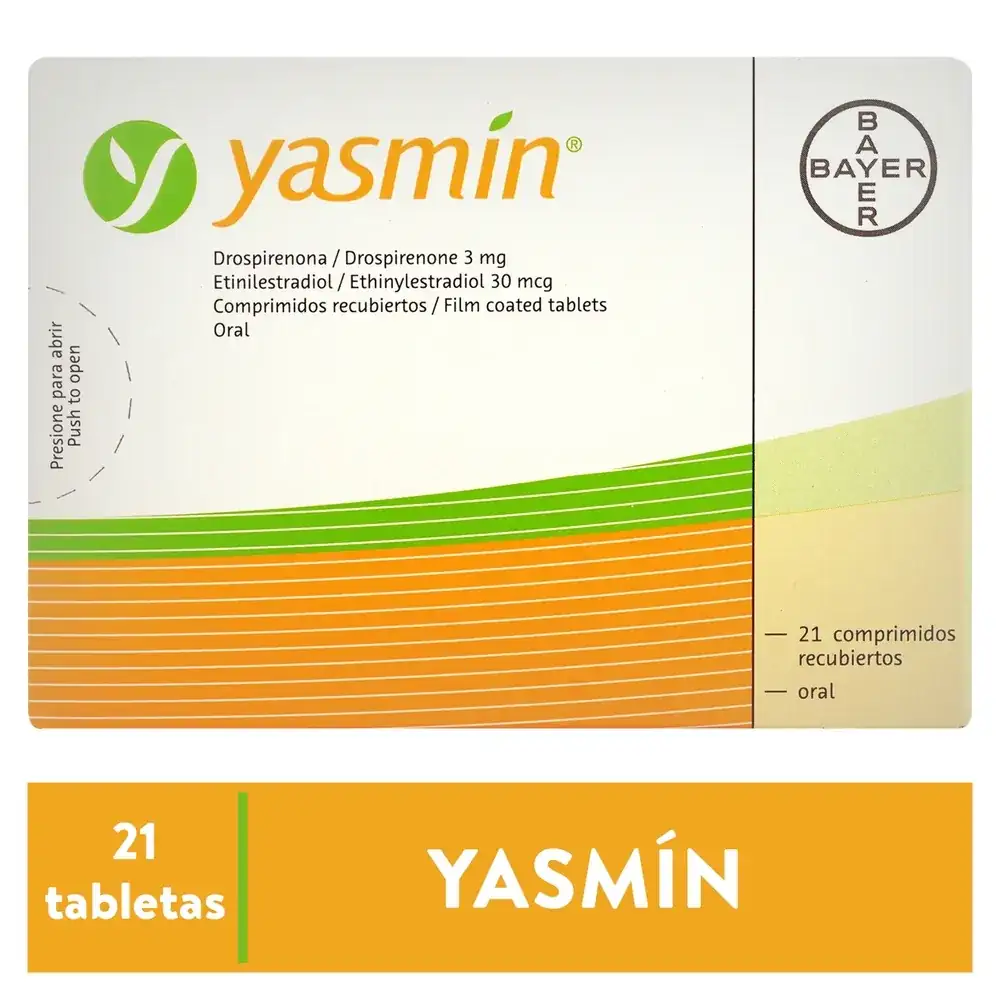 yasmin®
BAYER
BAYER
Drospirenona / Drospirenone 3 mg
Etinilestradiol / Ethinylestradiol 30 mcg
Comprimidos recubiertos / Film coated tablets
Oral
Presione para abrir
Push to open
— 21 comprimidos
recubiertos
— oral
21
tabletas
YASMÍN